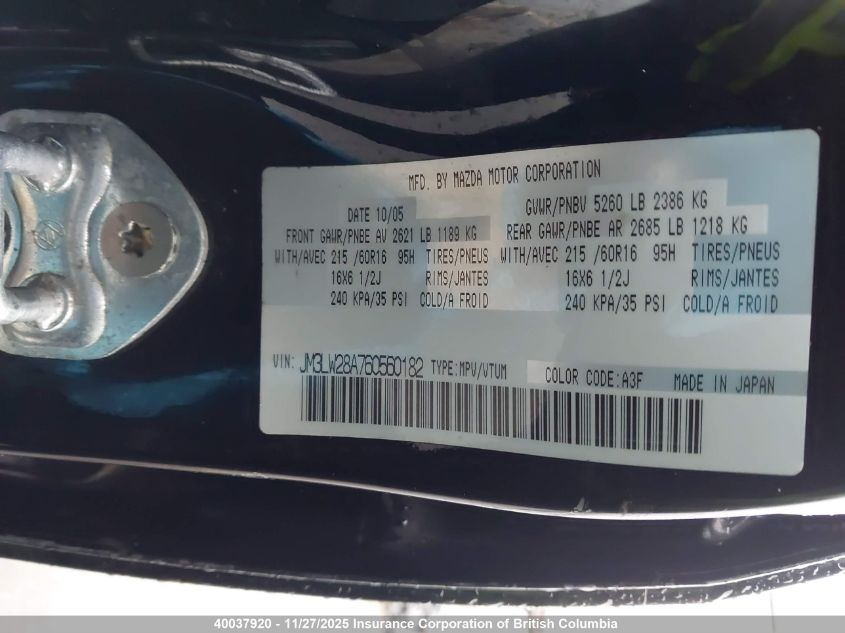 MFD. BY MAZDA MOTOR CORPORATION
DATE 10/05 GVWR/PNBV 5260 LB 2386 KG
FRONT GAWR/PNBE AV 2621 LB 1189 KG REAR GAWR/PNBE AR 2685 LB 1218 KG
WITH/AVEC 215 /60R16 95H TIRES/PNEUS WITH/AVEC 215 /60R16 95H TIRES/PNEUS
16X6 1/2J RIMS/JANTES 16X6 1/2J RIMS/JANTES
240 KPA/35 PSI COLD/A FROID 240 KPA/35 PSI COLD/A FROID
VIN: JM3LW28A760560182 TYPE:MPV/VTUM COLOR CODE:A3F MADE IN JAPAN
40037920 - 11/27/2025 Insurance Corporation of British Columbia